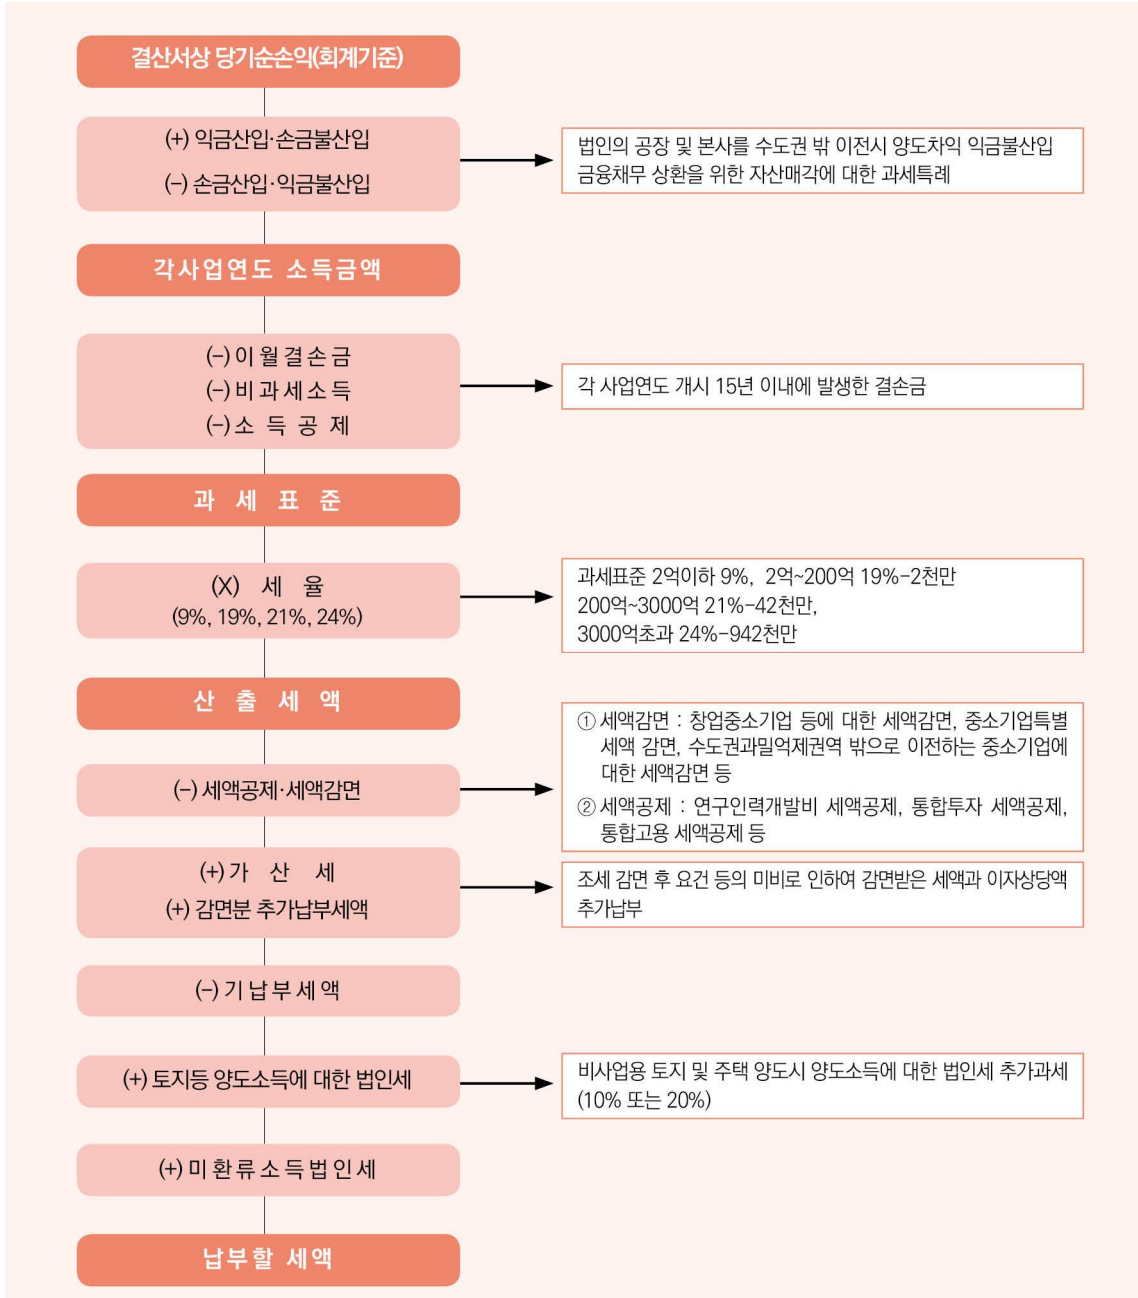 결산서상 당기순손익(회계기준)
(+) 익금산입·손금불산입
(-) 손금산입·익금불산입
법인의 공장 및 본사를 수도권 밖 이전시 양도차익 익금불산입
금융채무 상환을 위한 자산매각에 대한 과세특례
각사업연도 소득금액
(-) 이월결손금
(-) 비과세소득
(-) 소 득 공 제
각 사업연도 개시 15년 이내에 발생한 결손금
과 세 표 준
(X) 세 율
(9%, 19%, 21%, 24%)
과세표준 2억이하 9%, 2억~200억 19%-2천만
200억~3000억 21%-42천만,
3000억초과 24%-942천만
산 출 세 액
(-) 세액공제·세액감면
① 세액감면 : 창업중소기업 등에 대한 세액감면, 중소기업특별
세액 감면, 수도권과밀억제권역 밖으로 이전하는 중소기업에
대한 세액감면 등
② 세액공제 : 연구인력개발비 세액공제, 통합투자 세액공제,
통합고용 세액공제 등
(+) 가 산 세
(+) 감면분 추가납부세액
조세 감면 후 요건 등의 미비로 인하여 감면받은 세액과 이자상당액
추가납부
(-) 기납부세액
(+) 토지등 양도소득에 대한 법인세
비사업용 토지 및 주택 양도시 양도소득에 대한 법인세 추가과세
(10% 또는 20%)
(+) 미환류소득법인세
납부할 세액